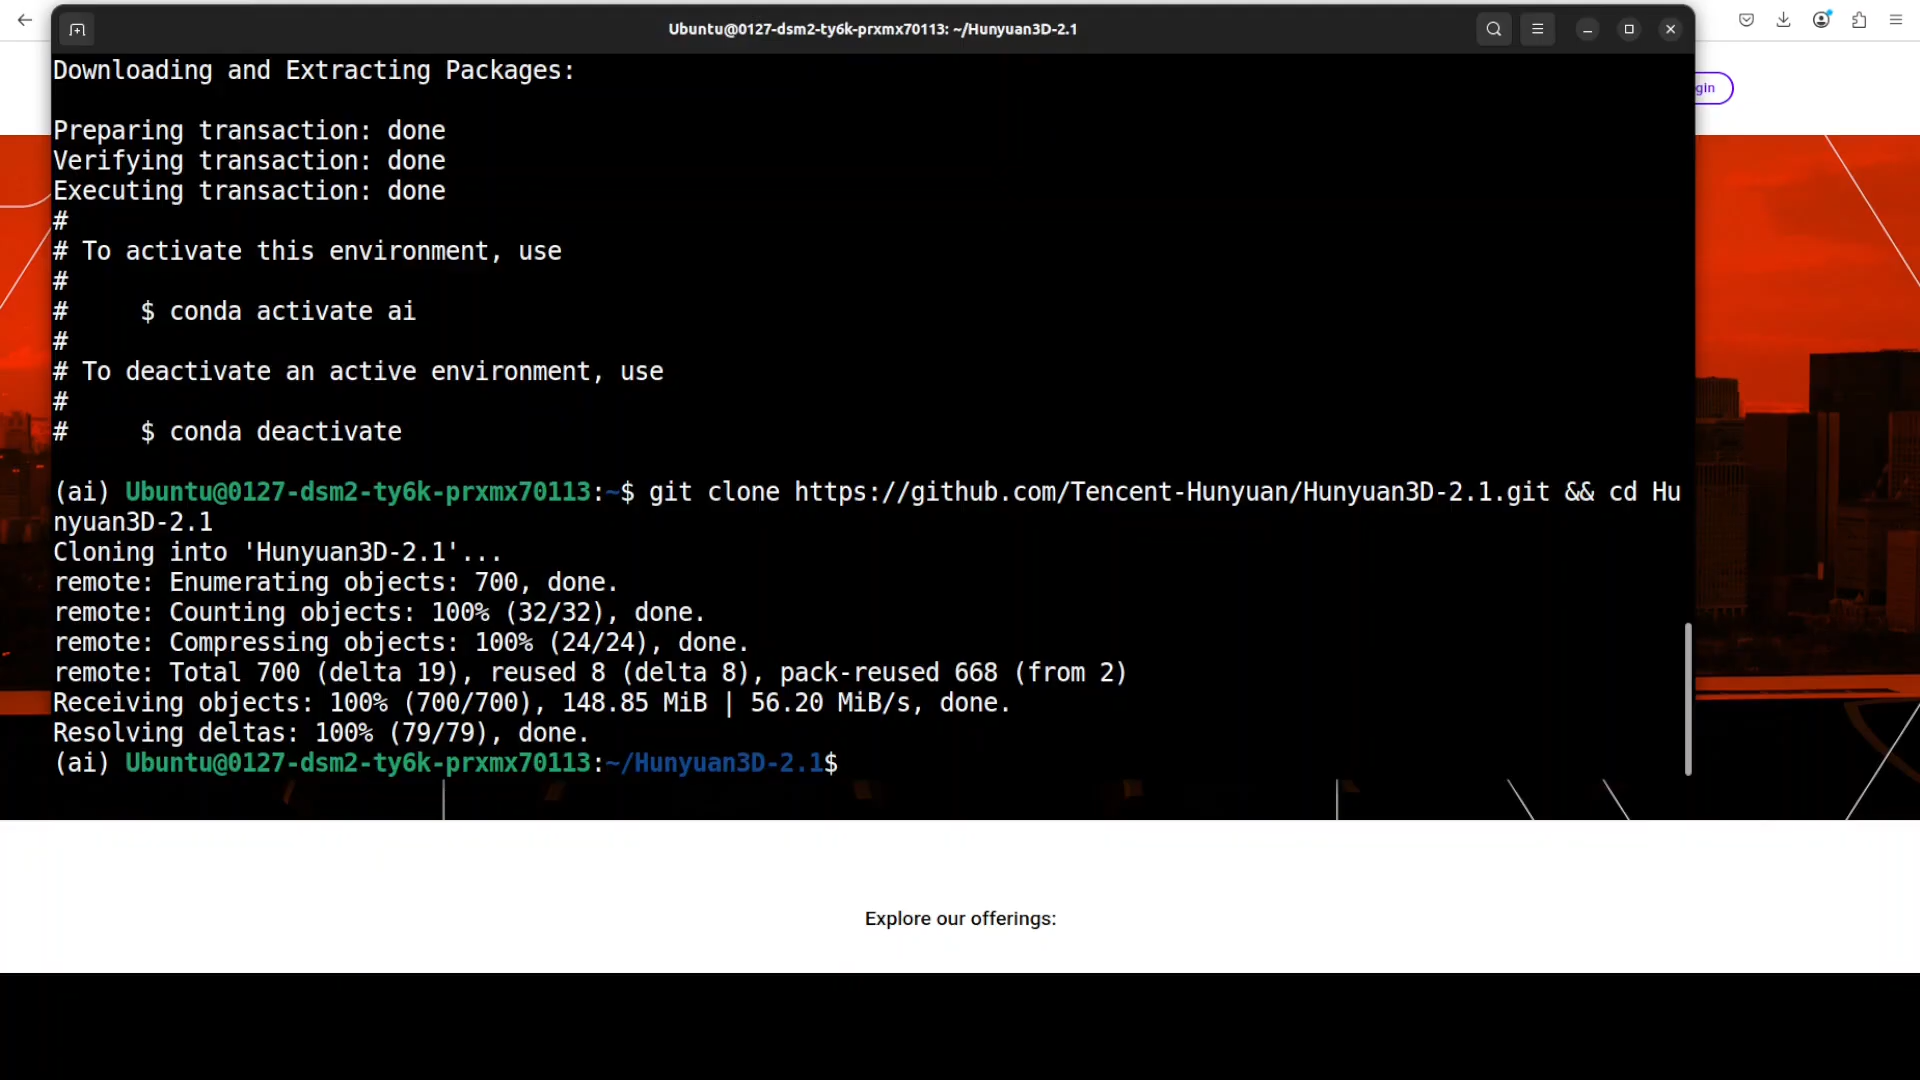 Ubuntu@0127-dsm2-ty6k-prxmx70113: ~/Hunyuan3D-2.1
gin
Downloading and Extracting Packages:
Preparing transaction: done
Verifying transaction: done
Executing transaction: done
#
# To activate this environment, use
#
#     $ conda activate ai
#
# To deactivate an active environment, use
#
#     $ conda deactivate
(ai) Ubuntu@0127-dsm2-ty6k-prxmx70113:~$ git clone https://github.com/Tencent-Hunyuan/Hunyuan3D-2.1.git && cd Hu
nyuan3D-2.1
Cloning into 'Hunyuan3D-2.1'...
remote: Enumerating objects: 700, done.
remote: Counting objects: 100% (32/32), done.
remote: Compressing objects: 100% (24/24), done.
remote: Total 700 (delta 19), reused 8 (delta 8), pack-reused 668 (from 2)
Receiving objects: 100% (700/700), 148.85 MiB | 56.20 MiB/s, done.
Resolving deltas: 100% (79/79), done.
(ai) Ubuntu@0127-dsm2-ty6k-prxmx70113:~/Hunyuan3D-2.1$
Explore our offerings: